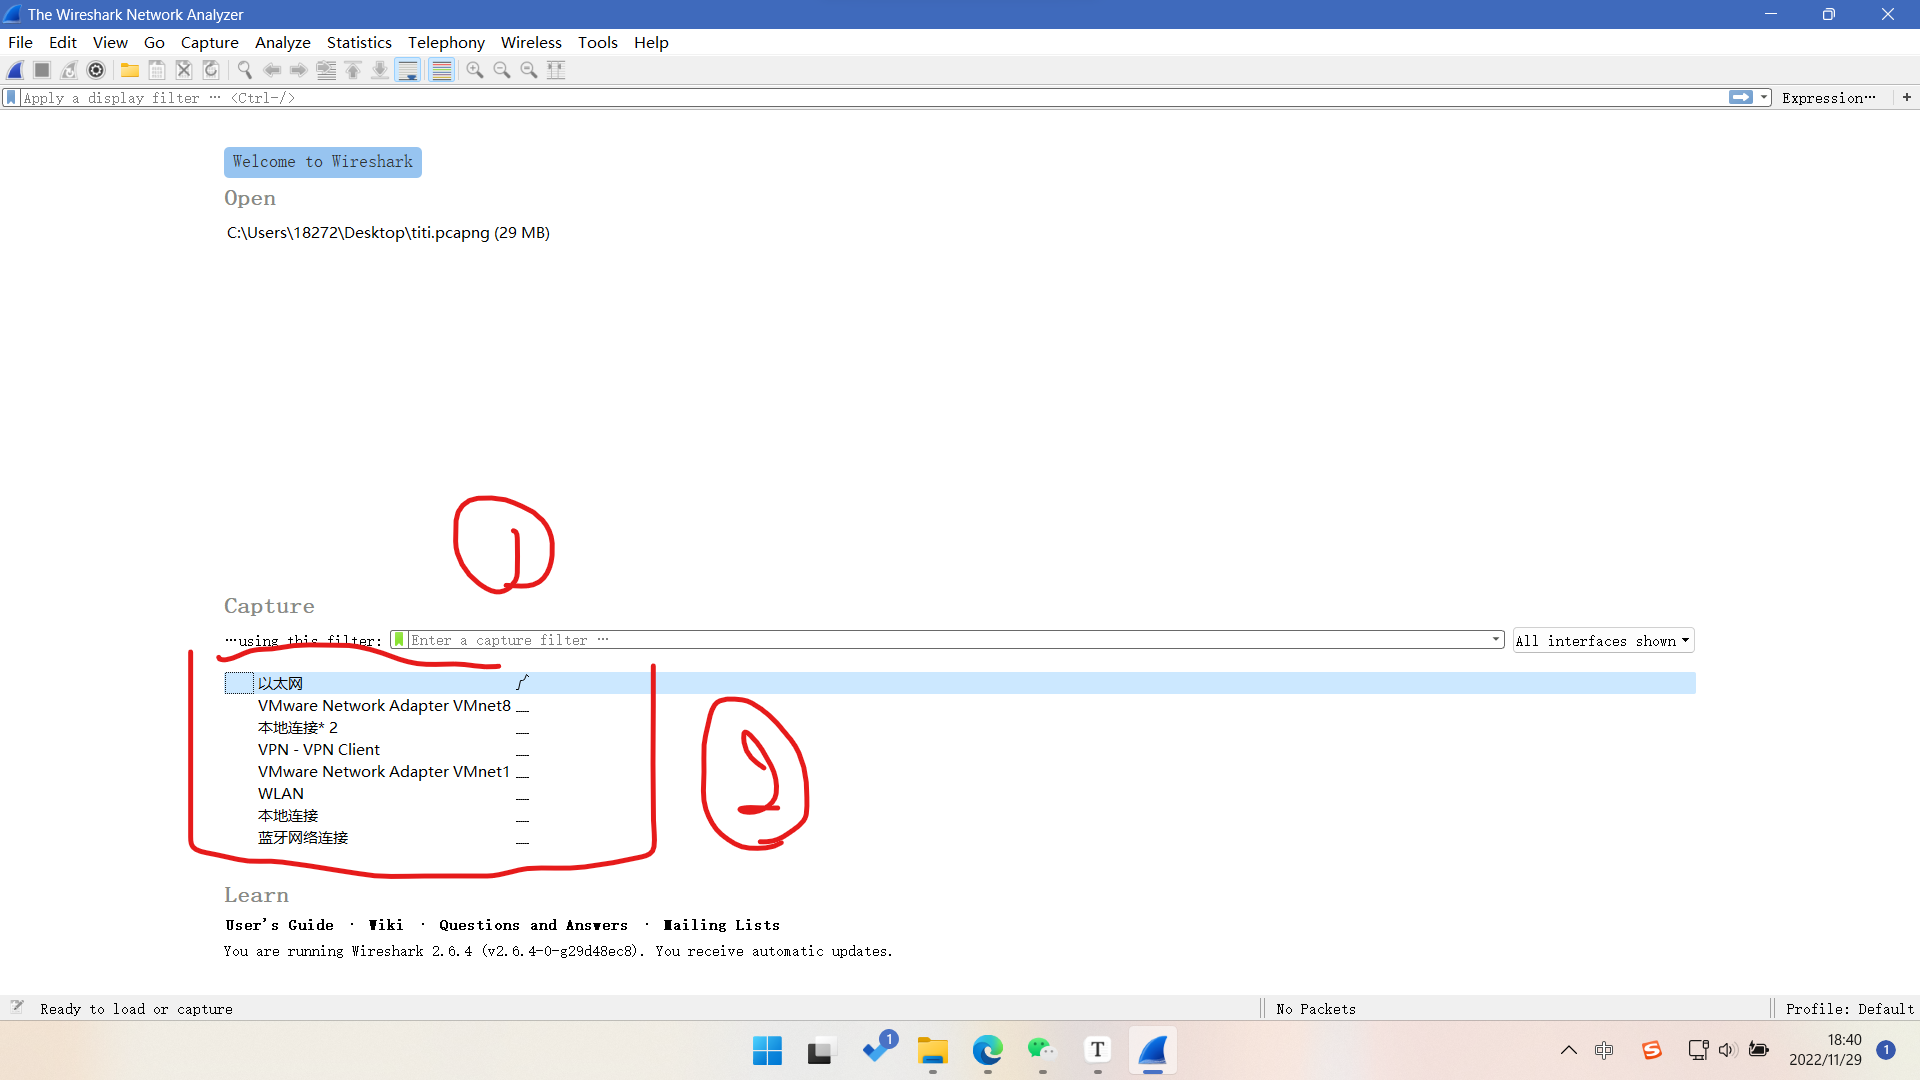 The Wireshark Network Analyzer
File Edit View Go Capture Analyze Statistics Telephony Wireless Tools Help
Apply a display filter … <Ctrl-/> Expression… +
Welcome to Wireshark
Open
C:\Users\18272\Desktop\titi.pcapng (29 MB)
1
Capture
…using this filter: Enter a capture filter … All interfaces shown
以太网
VMware Network Adapter VMnet8
本地连接* 2
VPN - VPN Client
VMware Network Adapter VMnet1
WLAN
本地连接
蓝牙网络连接
2
Learn
User's Guide · Wiki · Questions and Answers · Mailing Lists
You are running Wireshark 2.6.4 (v2.6.4-0-g29d48ec8). You receive automatic updates.
Ready to load or capture No Packets Profile: Default
1 T 中 S 18:40 1
2022/11/29